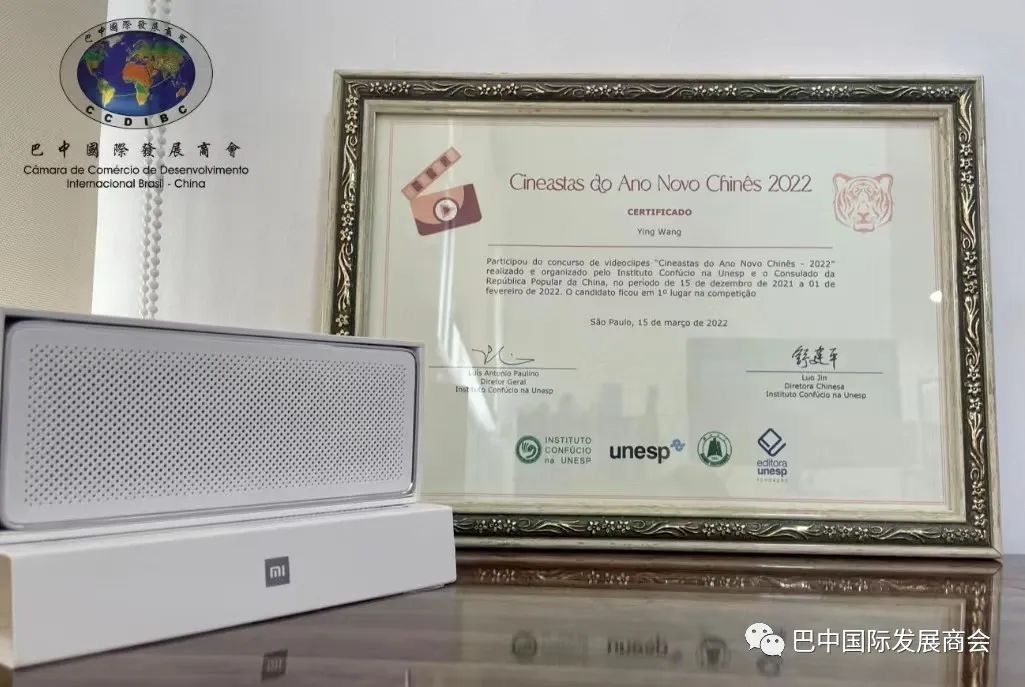 巴中國際發展商會
CCDIBC
巴中國際發展商會
Câmara de Comércio de Desenvolvimento
Internacional Brasil - China
Cineastas do Ano Novo Chinês 2022
CERTIFICADO
Ying Wang
Participou do concurso de videoclipes "Cineastas do Ano Novo Chinês - 2022"
realizado e organizado pelo Instituto Confúcio na Unesp e o Consulado da
República Popular da China, no período de 15 de dezembro de 2021 a 01 de
fevereiro de 2022. O candidato ficou em 1º lugar na competição
São Paulo, 15 de março de 2022
Luis Antonio Paulino
Diretor Geral
Instituto Confúcio na Unesp
Luo Jin
Diretora Chinesa
Instituto Confúcio na Unesp
INSTITUTO
CONFÚCIO
na UNESP
unesp
editora
unesp
fundação
mi
巴中国际发展商会